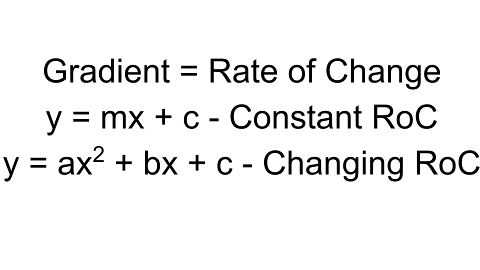 Gradient = Rate of Change
y = mx + c - Constant RoC
y = ax² + bx + c - Changing RoC